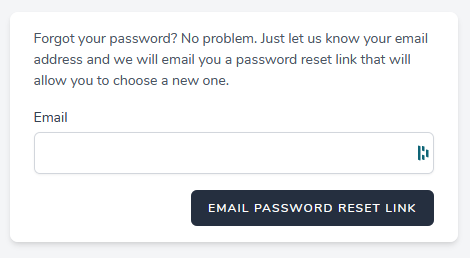 Forgot your password? No problem. Just let us know your email
address and we will email you a password reset link that will
allow you to choose a new one.
Email
EMAIL PASSWORD RESET LINK